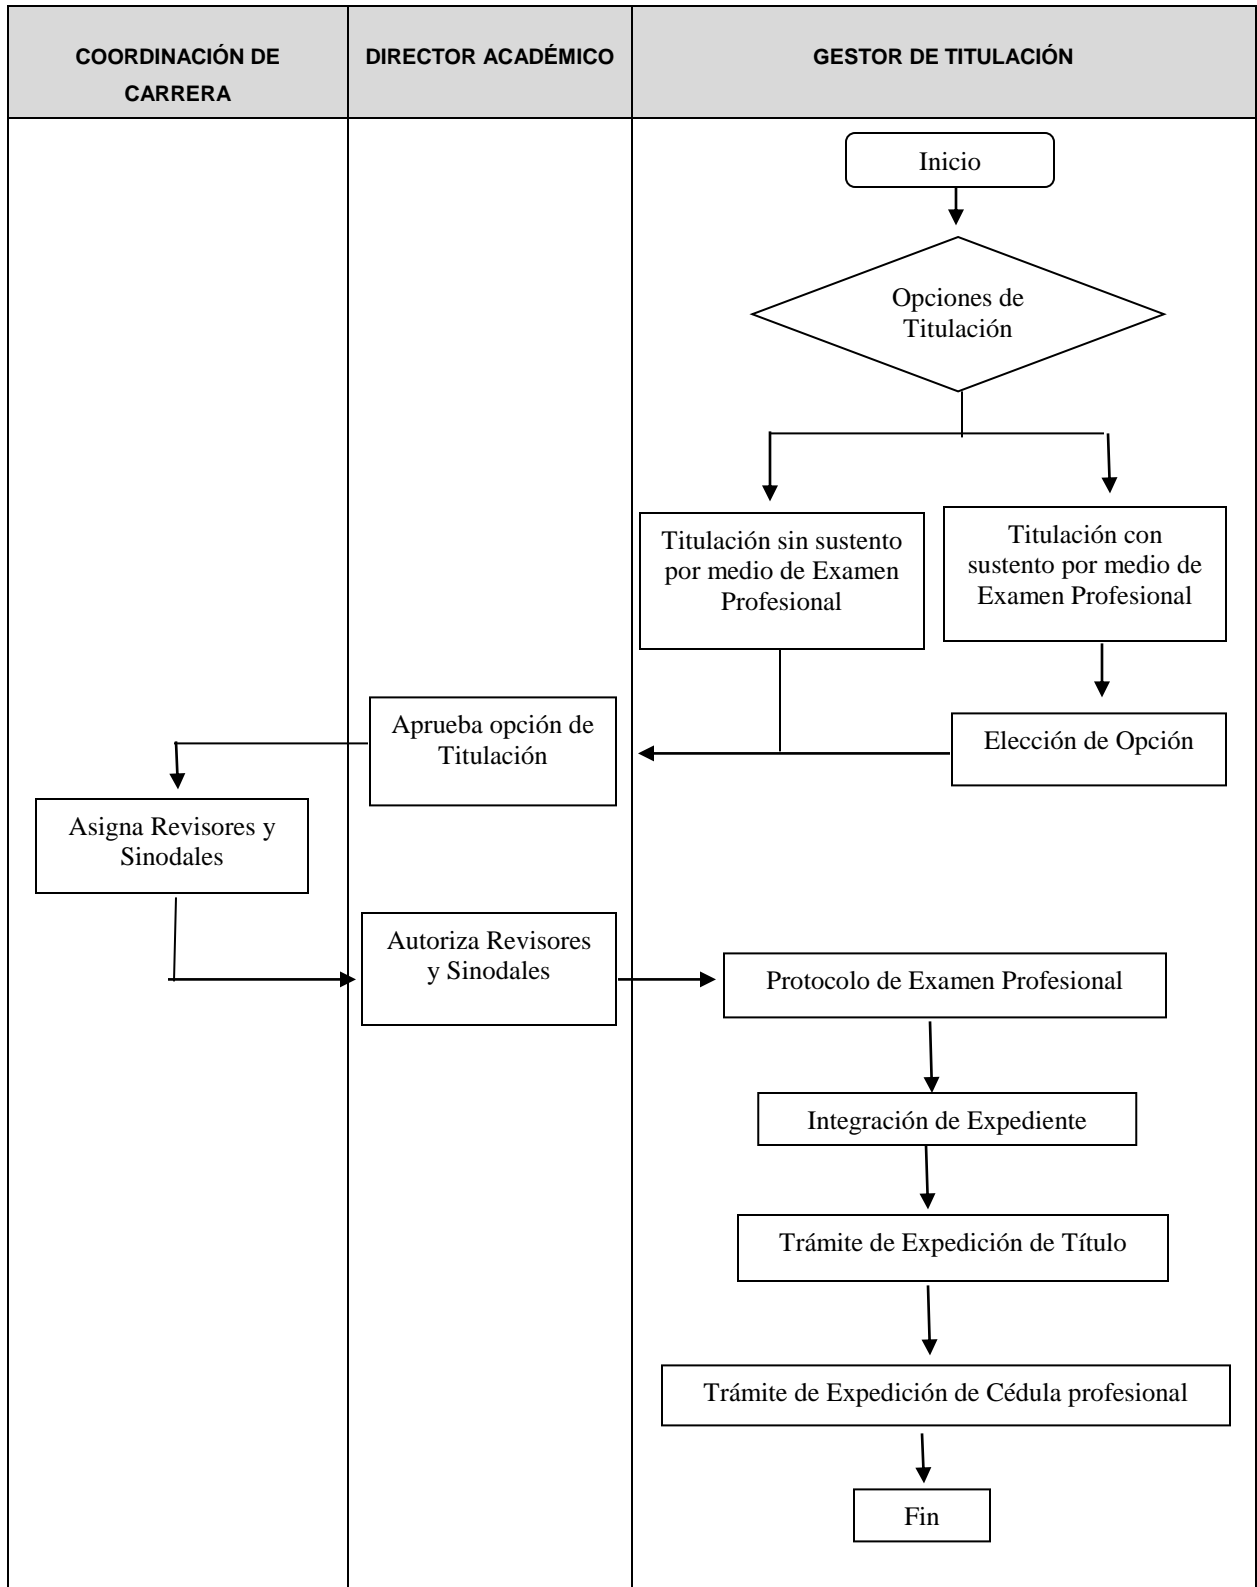 COORDINACIÓN DE
CARRERA
DIRECTOR ACADÉMICO
GESTOR DE TITULACIÓN
Inicio
Opciones de
Titulación
Titulación sin sustento
por medio de Examen
Profesional
Titulación con
sustento por medio de
Examen Profesional
Aprueba opción de
Titulación
Elección de Opción
Asigna Revisores y
Sinodales
Autoriza Revisores
y Sinodales
Protocolo de Examen Profesional
Integración de Expediente
Trámite de Expedición de Título
Trámite de Expedición de Cédula profesional
Fin